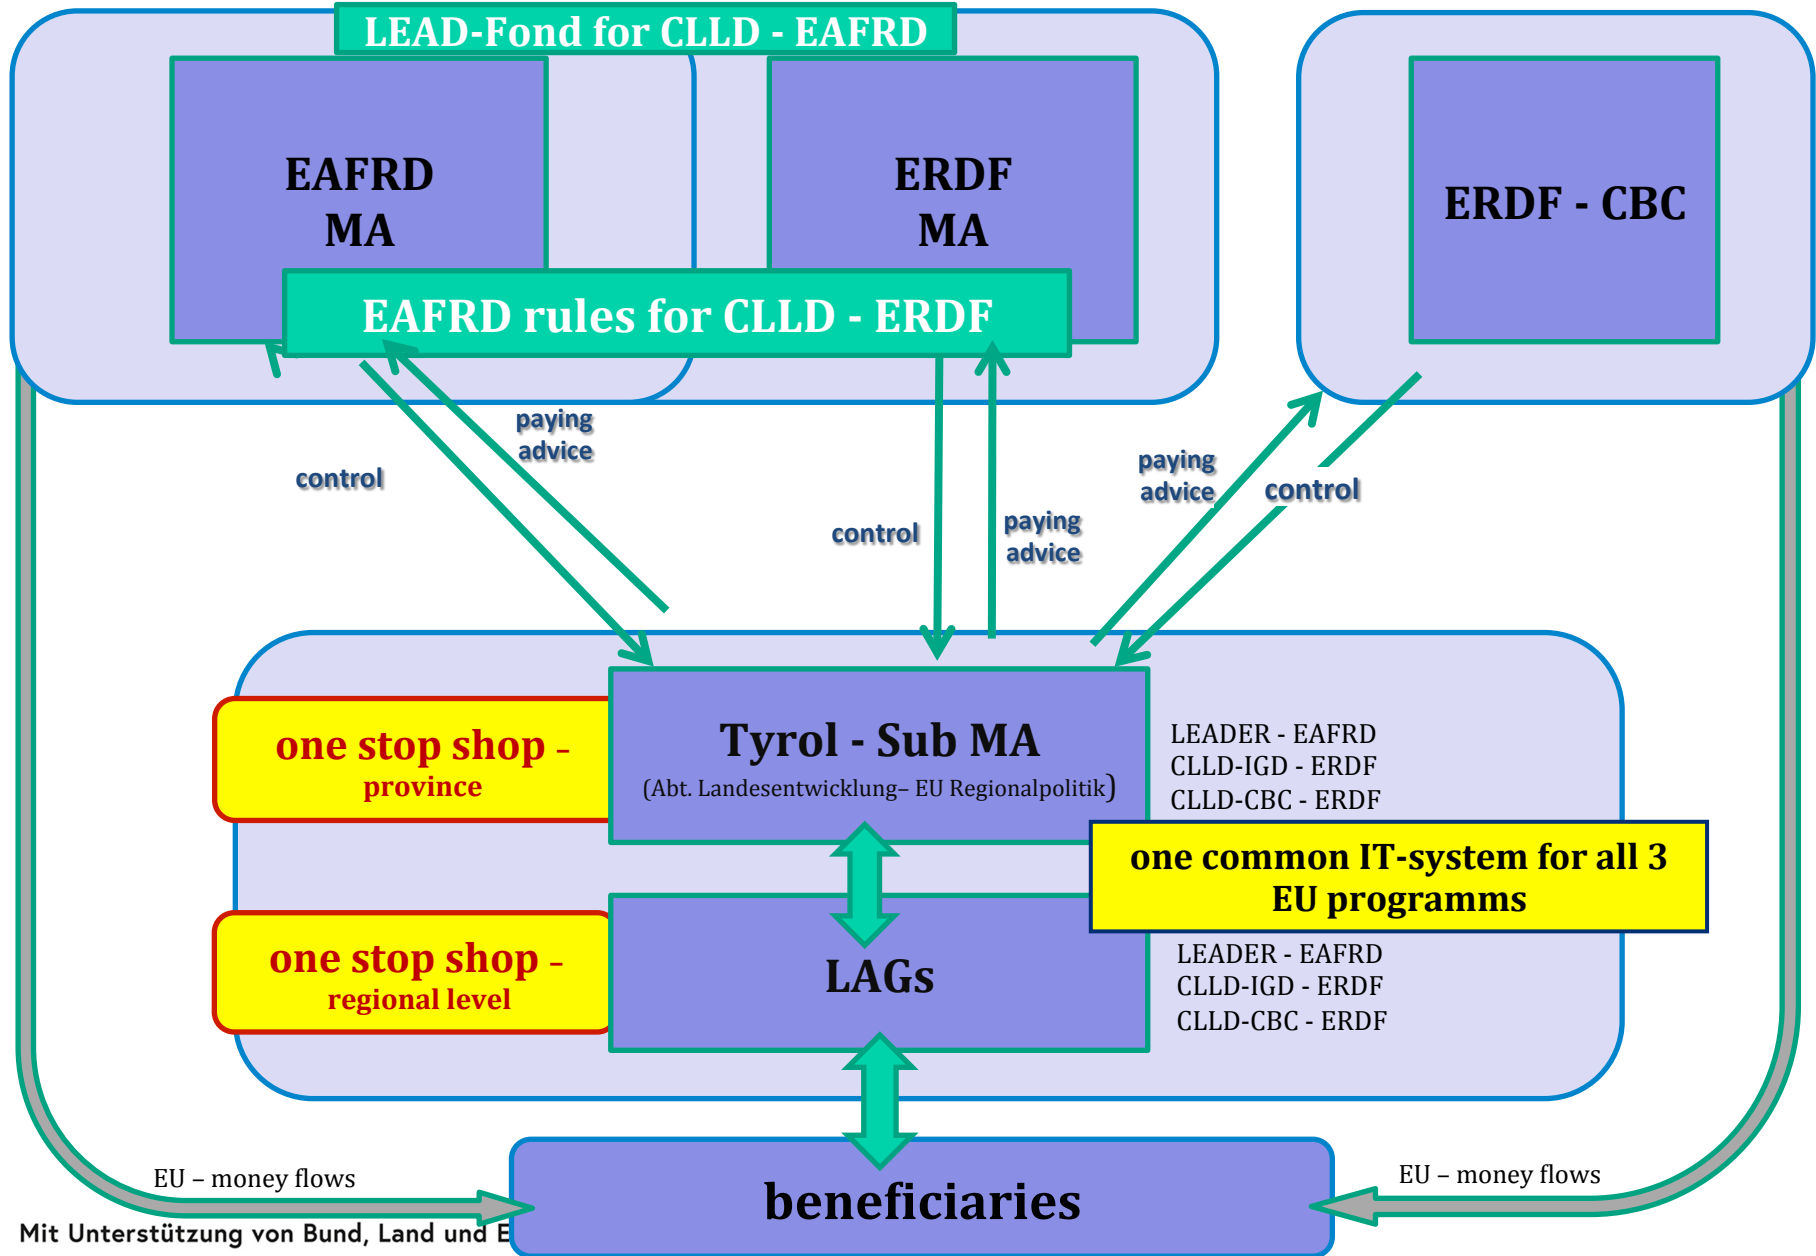 LEAD-Fond for CLLD - EAFRD
EAFRD
MA
ERDF
MA
ERDF - CBC
EAFRD rules for CLLD - ERDF
paying
advice
control
control
paying
advice
paying
advice
control
one stop shop –
province
Tyrol - Sub MA
(Abt. Landesentwicklung– EU Regionalpolitik)
LEADER - EAFRD
CLLD-IGD - ERDF
CLLD-CBC - ERDF
one common IT-system for all 3
EU programms
one stop shop –
regional level
LAGs
LEADER - EAFRD
CLLD-IGD - ERDF
CLLD-CBC - ERDF
EU – money flows
EU – money flows
beneficiaries
Mit Unterstützung von Bund, Land und